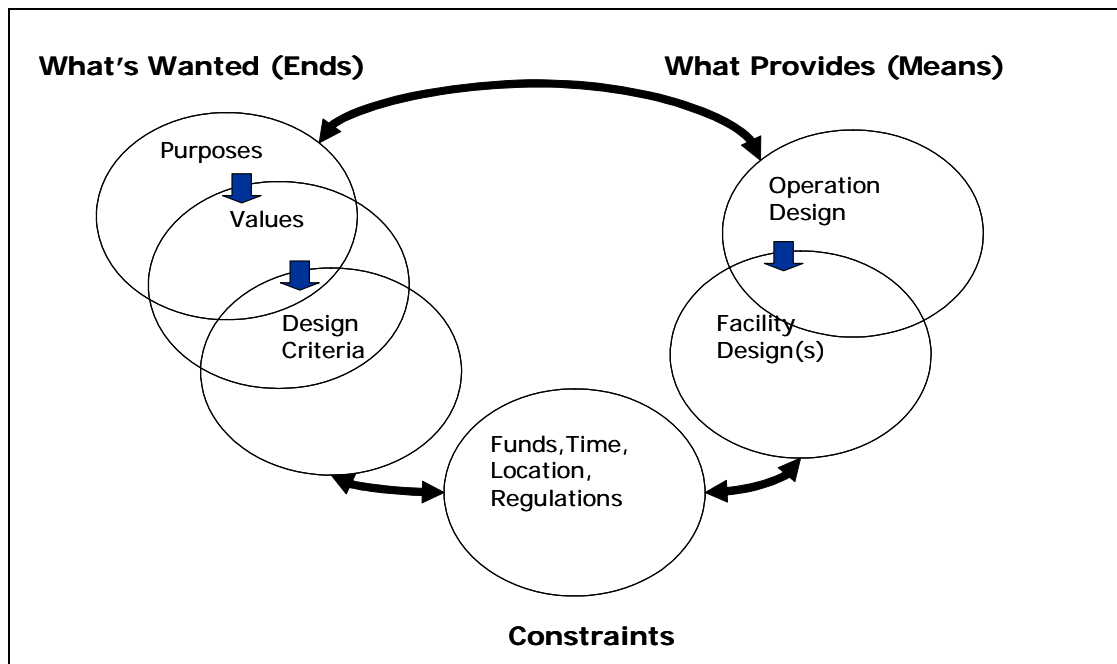 What's Wanted (Ends)
What Provides (Means)
Purposes
Values
Design
Criteria
Operation
Design
Facility
Design(s)
Funds,Time,
Location,
Regulations
Constraints